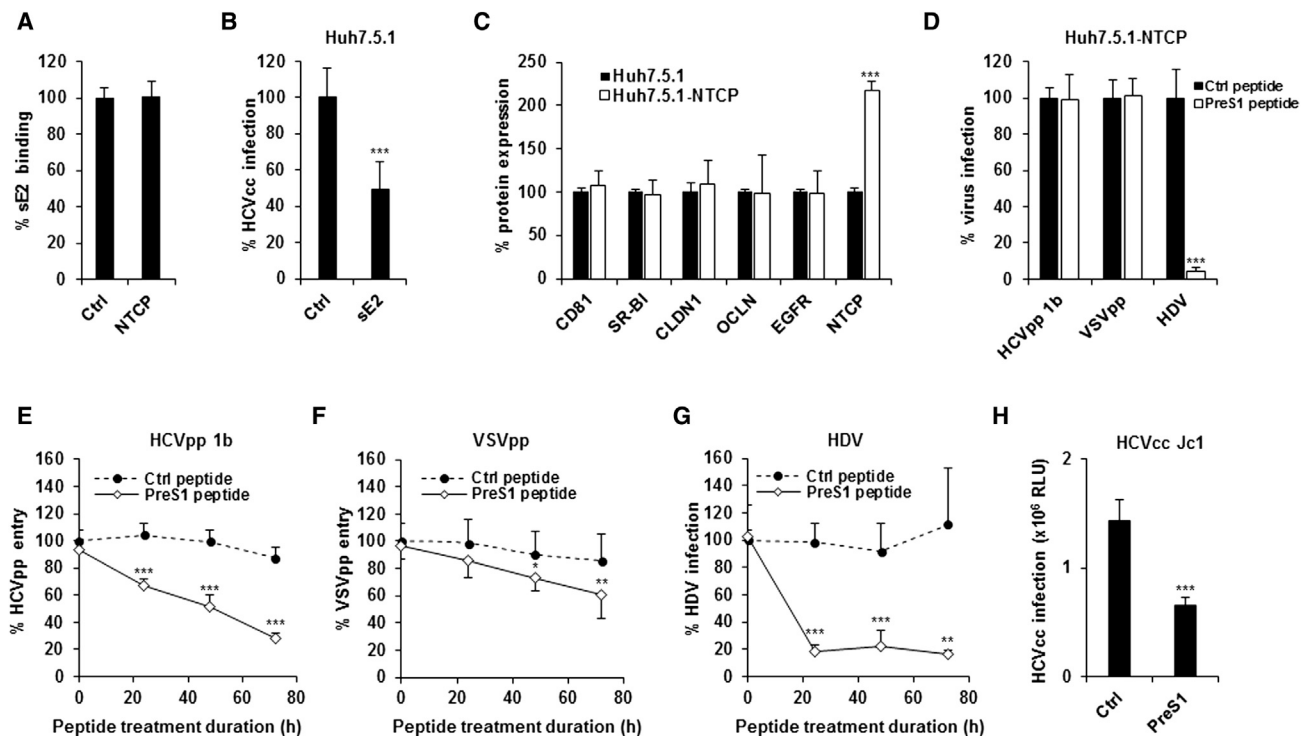 A
B
C
D
Huh7.5.1
Huh7.5.1-NTCP
% sE2 binding
120
100
80
60
40
20
0
Ctrl
NTCP
% HCVcc infection
120
100
80
60
40
20
0
***
Ctrl
sE2
% protein expression
250
200
150
100
50
0
Huh7.5.1
Huh7.5.1-NTCP
***
CD81
SR-BI
CLDN1
OCLN
EGFR
NTCP
% virus infection
120
100
80
60
40
20
0
Ctrl peptide
PreS1 peptide
***
HCVpp 1b
VSVpp
HDV
E
F
G
H
HCVpp 1b
VSVpp
HDV
HCVcc Jc1
% HCVpp entry
160
140
120
100
80
60
40
20
0
Ctrl peptide
PreS1 peptide
***
***
***
0 20 40 60 80
Peptide treatment duration (h)
% VSVpp entry
160
140
120
100
80
60
40
20
0
Ctrl peptide
PreS1 peptide
*
**
0 20 40 60 80
Peptide treatment duration (h)
% HDV infection
160
140
120
100
80
60
40
20
0
Ctrl peptide
PreS1 peptide
***
***
**
0 20 40 60 80
Peptide treatment duration (h)
HCVcc infection (x10⁶ RLU)
2
1
0
***
Ctrl
PreS1